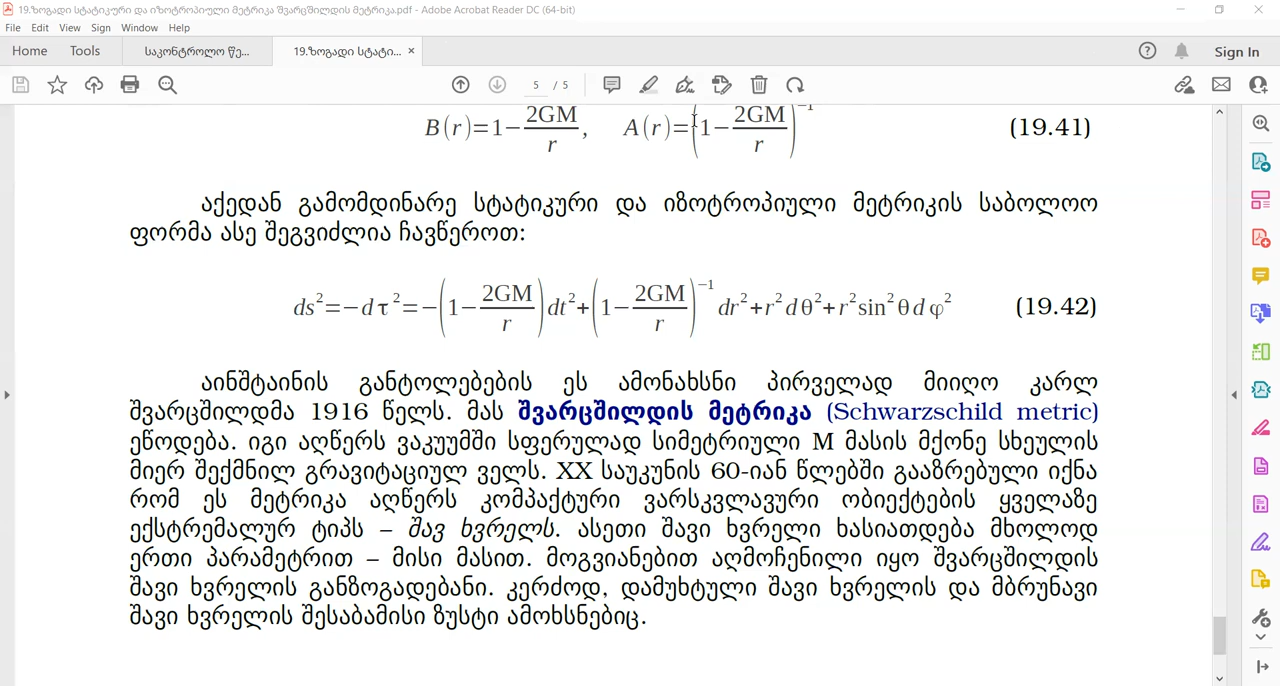 19.ზოგადი სტატიკური და იზოტროპიული მეტრიკა შვარცშილდის მეტრიკა.pdf - Adobe Acrobat Reader DC (64-bit)
File Edit View Sign Window Help
Home Tools საკონტროლო წე... 19.ზოგადი სტატი... × Sign In
5 / 5
B(r)=1−2GM/r, A(r)=(1−2GM/r)^−1 (19.41)
აქედან გამომდინარე სტატიკური და იზოტროპიული მეტრიკის საბოლოო
ფორმა ასე შეგვიძლია ჩავწეროთ:
ds²=−dτ²=−(1−2GM/r)dt²+(1−2GM/r)^−1 dr²+r²dθ²+r²sin²θdφ² (19.42)
აინშტაინის განტოლებების ეს ამონახსნი პირველად მიიღო კარლ
შვარცშილდმა 1916 წელს. მას შვარცშილდის მეტრიკა (Schwarzschild metric)
ეწოდება. იგი აღწერს ვაკუუმში სფერულად სიმეტრიული M მასის მქონე სხეულის
მიერ შექმნილ გრავიტაციულ ველს. XX საუკუნის 60-იან წლებში გააზრებული იქნა
რომ ეს მეტრიკა აღწერს კომპაქტური ვარსკვლავური ობიექტების ყველაზე
ექსტრემალურ ტიპს – შავ ხვრელს. ასეთი შავი ხვრელი ხასიათდება მხოლოდ
ერთი პარამეტრით – მისი მასით. მოგვიანებით აღმოჩენილი იყო შვარცშილდის
შავი ხვრელის განზოგადებანი. კერძოდ, დამუხტული შავი ხვრელის და მბრუნავი
შავი ხვრელის შესაბამისი ზუსტი ამოხსნებიც.